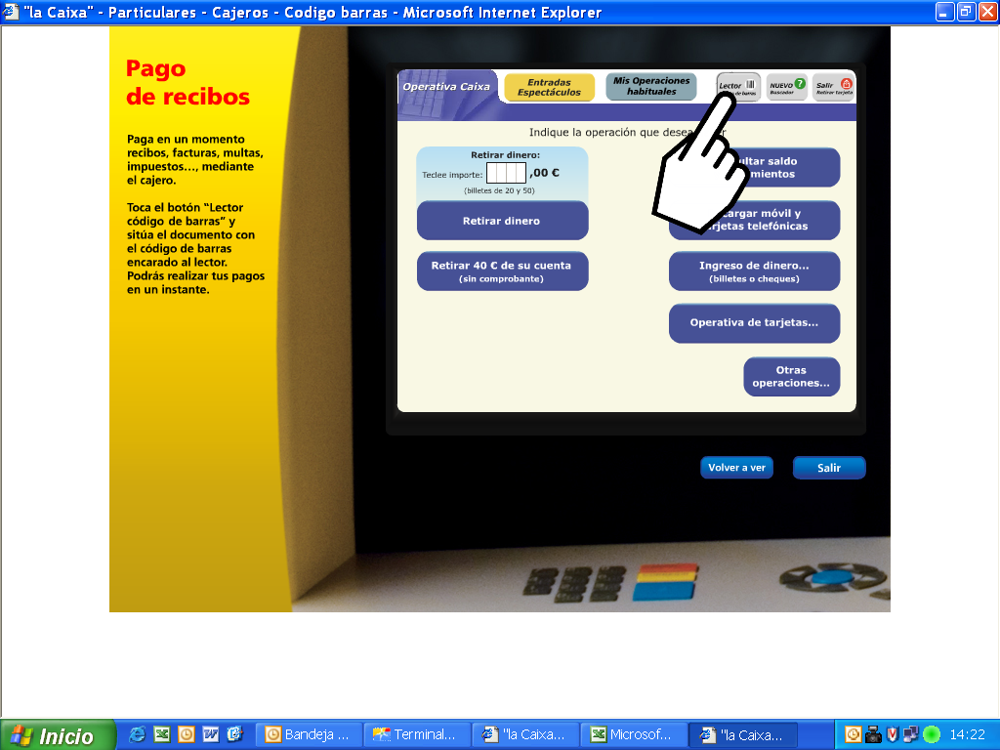 "la Caixa" - Particulares - Cajeros - Codigo barras - Microsoft Internet Explorer
Pago
de recibos
Paga en un momento
recibos, facturas, multas,
impuestos..., mediante
el cajero.
Toca el botón "Lector
código de barras" y
sitúa el documento con
el código de barras
encarado al lector.
Podrás realizar tus pagos
en un instante.
Operativa Caixa
Entradas
Espectáculos
Mis Operaciones
habituales
Lector
de barras
NUEVO ?
Buscador
Salir
Retirar tarjeta
Indique la operación que desea
Retirar dinero:
Teclee importe: ,00 €
(billetes de 20 y 50)
Retirar dinero
Retirar 40 € de su cuenta
(sin comprobante)
ultar saldo
mientos
cargar móvil y
rjetas telefónicas
Ingreso de dinero...
(billetes o cheques)
Operativa de tarjetas...
Otras
operaciones...
Volver a ver
Salir
Inicio
Bandeja ...
Terminal...
"la Caixa...
Microsof...
"la Caixa...
14:22